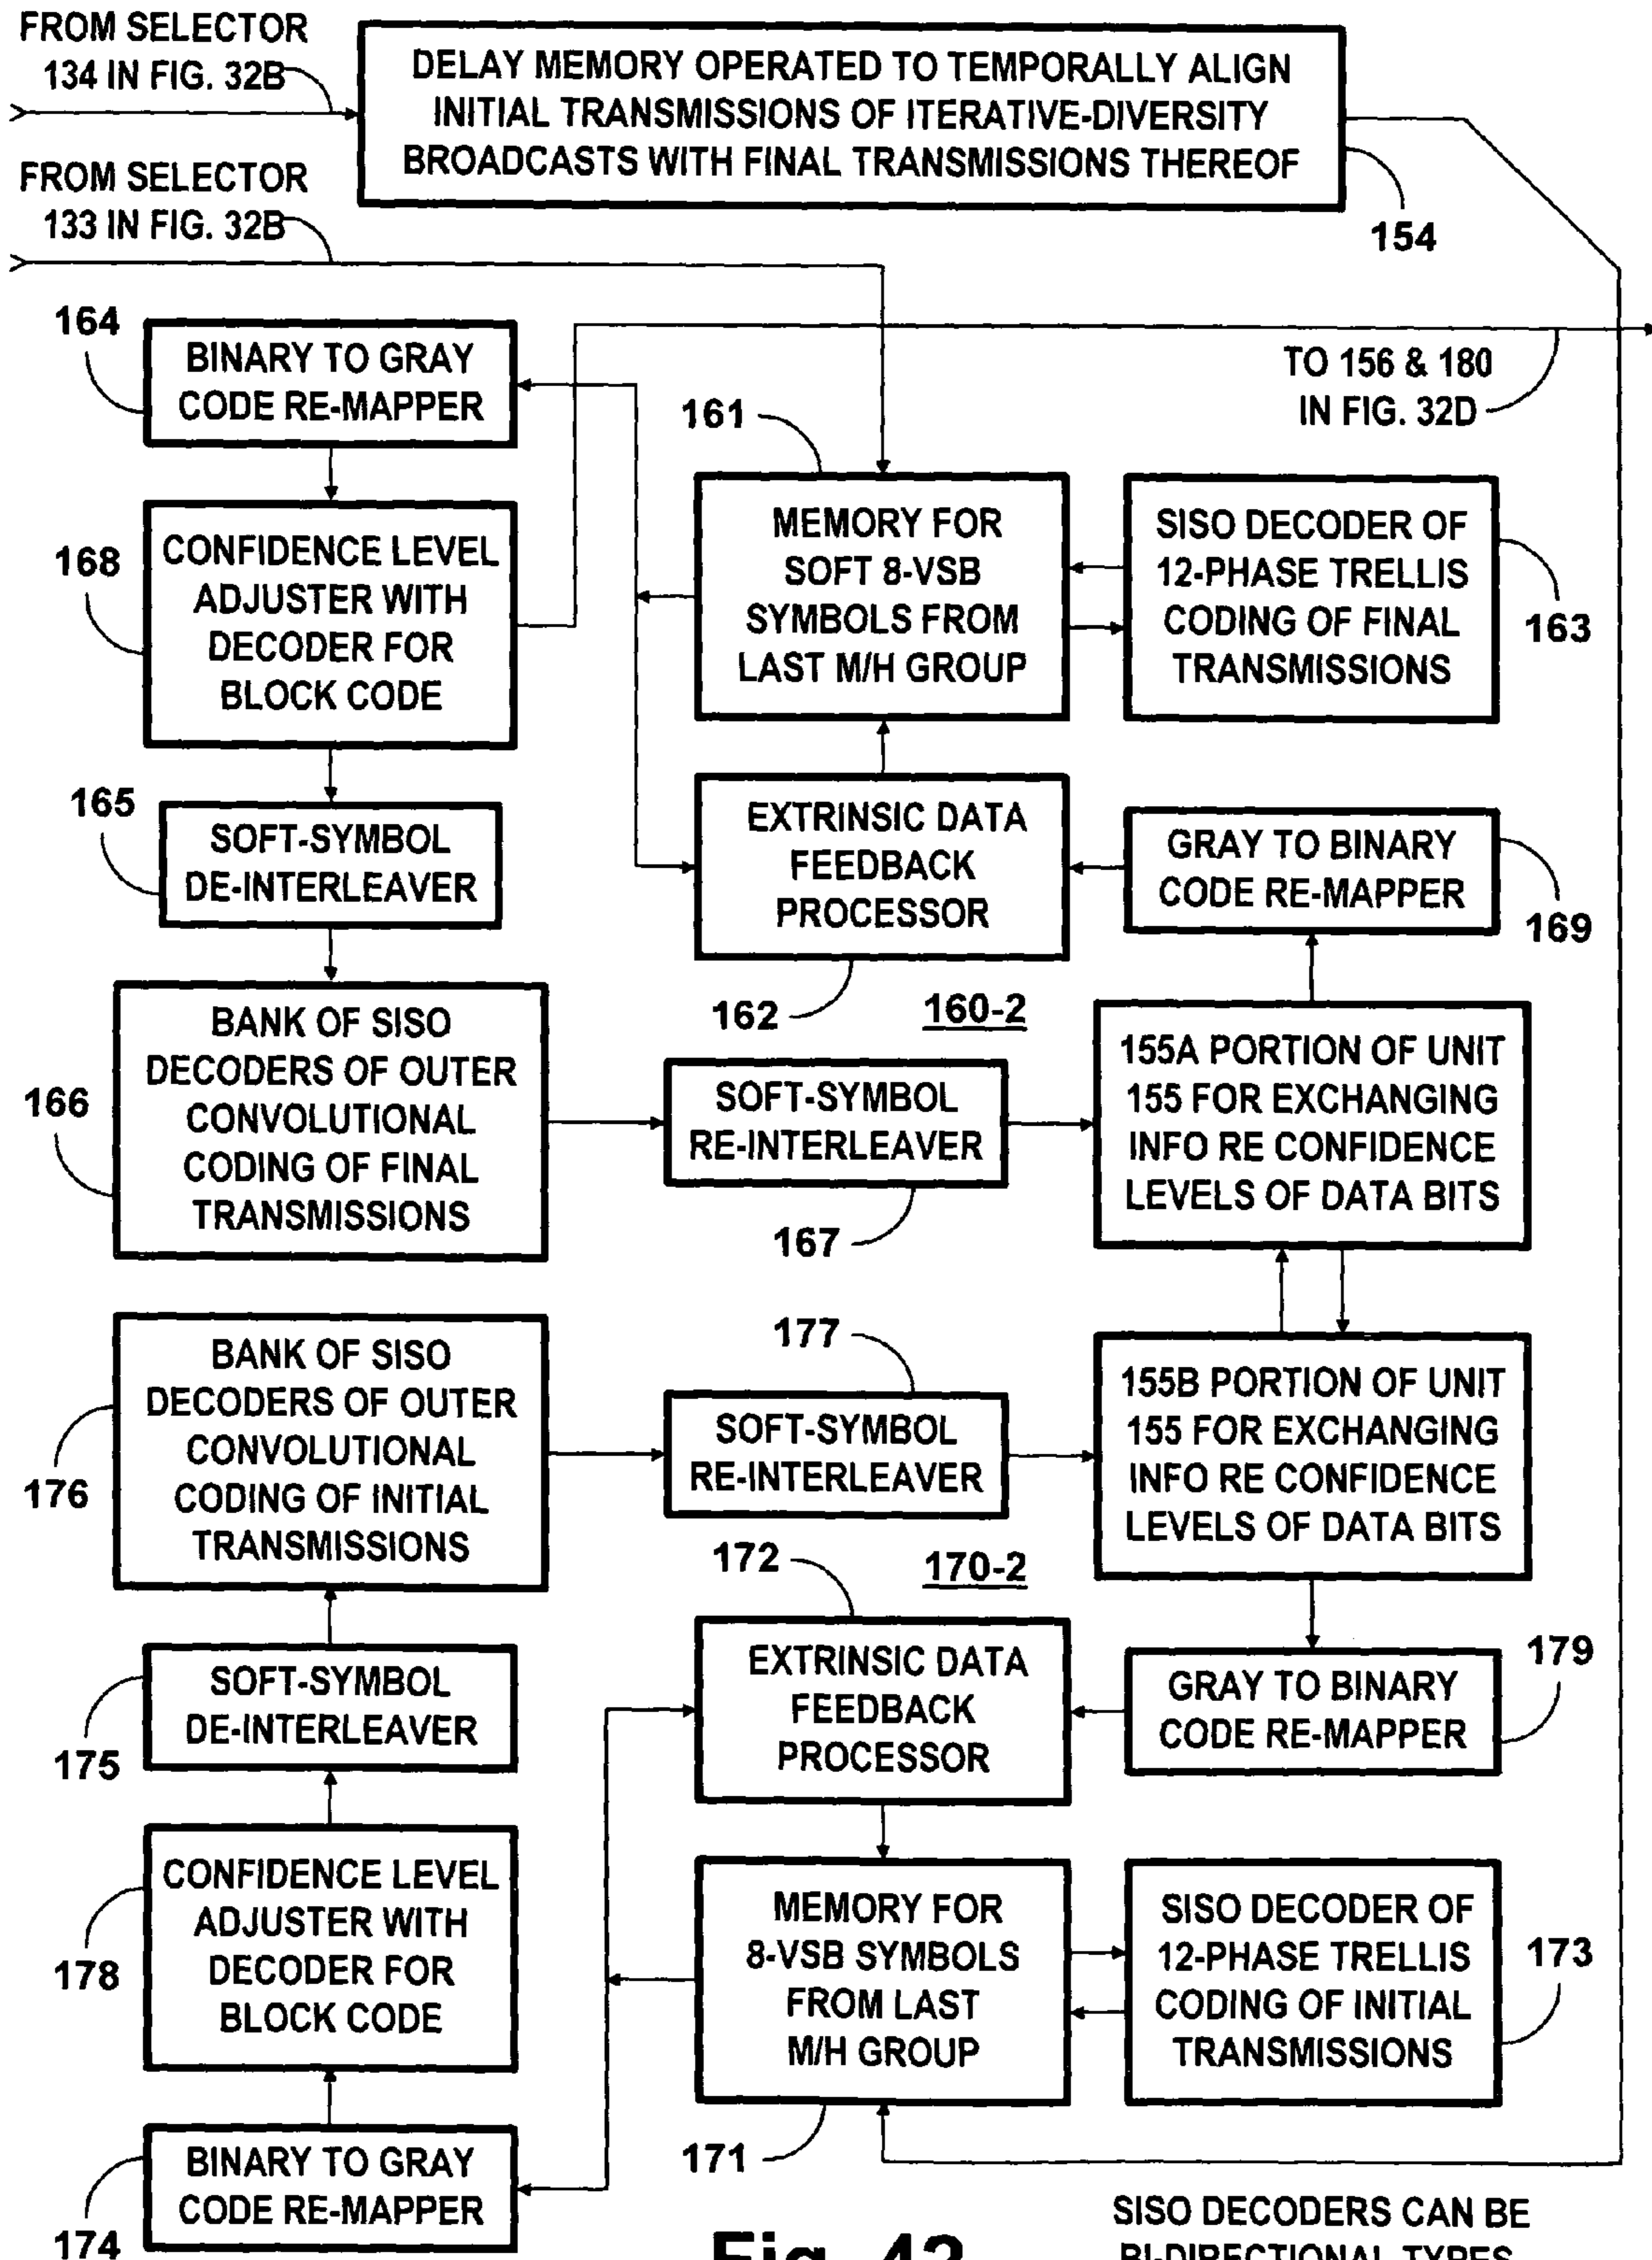 FROM SELECTOR
134 IN FIG. 32B
DELAY MEMORY OPERATED TO TEMPORALLY ALIGN
INITIAL TRANSMISSIONS OF ITERATIVE-DIVERSITY
BROADCASTS WITH FINAL TRANSMISSIONS THEREOF
154
FROM SELECTOR
133 IN FIG. 32B
164
BINARY TO GRAY
CODE RE-MAPPER
TO 156 & 180
IN FIG. 32D
161
MEMORY FOR
SOFT 8-VSB
SYMBOLS FROM
LAST M/H GROUP
SISO DECODER OF
12-PHASE TRELLIS
CODING OF FINAL
TRANSMISSIONS
163
168
CONFIDENCE LEVEL
ADJUSTER WITH
DECODER FOR
BLOCK CODE
165
SOFT-SYMBOL
DE-INTERLEAVER
EXTRINSIC DATA
FEEDBACK
PROCESSOR
162
GRAY TO BINARY
CODE RE-MAPPER
169
160-2
166
BANK OF SISO
DECODERS OF OUTER
CONVOLUTIONAL
CODING OF FINAL
TRANSMISSIONS
SOFT-SYMBOL
RE-INTERLEAVER
167
155A PORTION OF UNIT
155 FOR EXCHANGING
INFO RE CONFIDENCE
LEVELS OF DATA BITS
176
BANK OF SISO
DECODERS OF OUTER
CONVOLUTIONAL
CODING OF INITIAL
TRANSMISSIONS
177
SOFT-SYMBOL
RE-INTERLEAVER
155B PORTION OF UNIT
155 FOR EXCHANGING
INFO RE CONFIDENCE
LEVELS OF DATA BITS
172
170-2
175
SOFT-SYMBOL
DE-INTERLEAVER
EXTRINSIC DATA
FEEDBACK
PROCESSOR
GRAY TO BINARY
CODE RE-MAPPER
179
178
CONFIDENCE LEVEL
ADJUSTER WITH
DECODER FOR
BLOCK CODE
MEMORY FOR
8-VSB SYMBOLS
FROM LAST
M/H GROUP
171
SISO DECODER OF
12-PHASE TRELLIS
CODING OF INITIAL
TRANSMISSIONS
173
174
BINARY TO GRAY
CODE RE-MAPPER
SISO DECODERS CAN BE
BI-DIRECTIONAL TYPES
Fig. 42